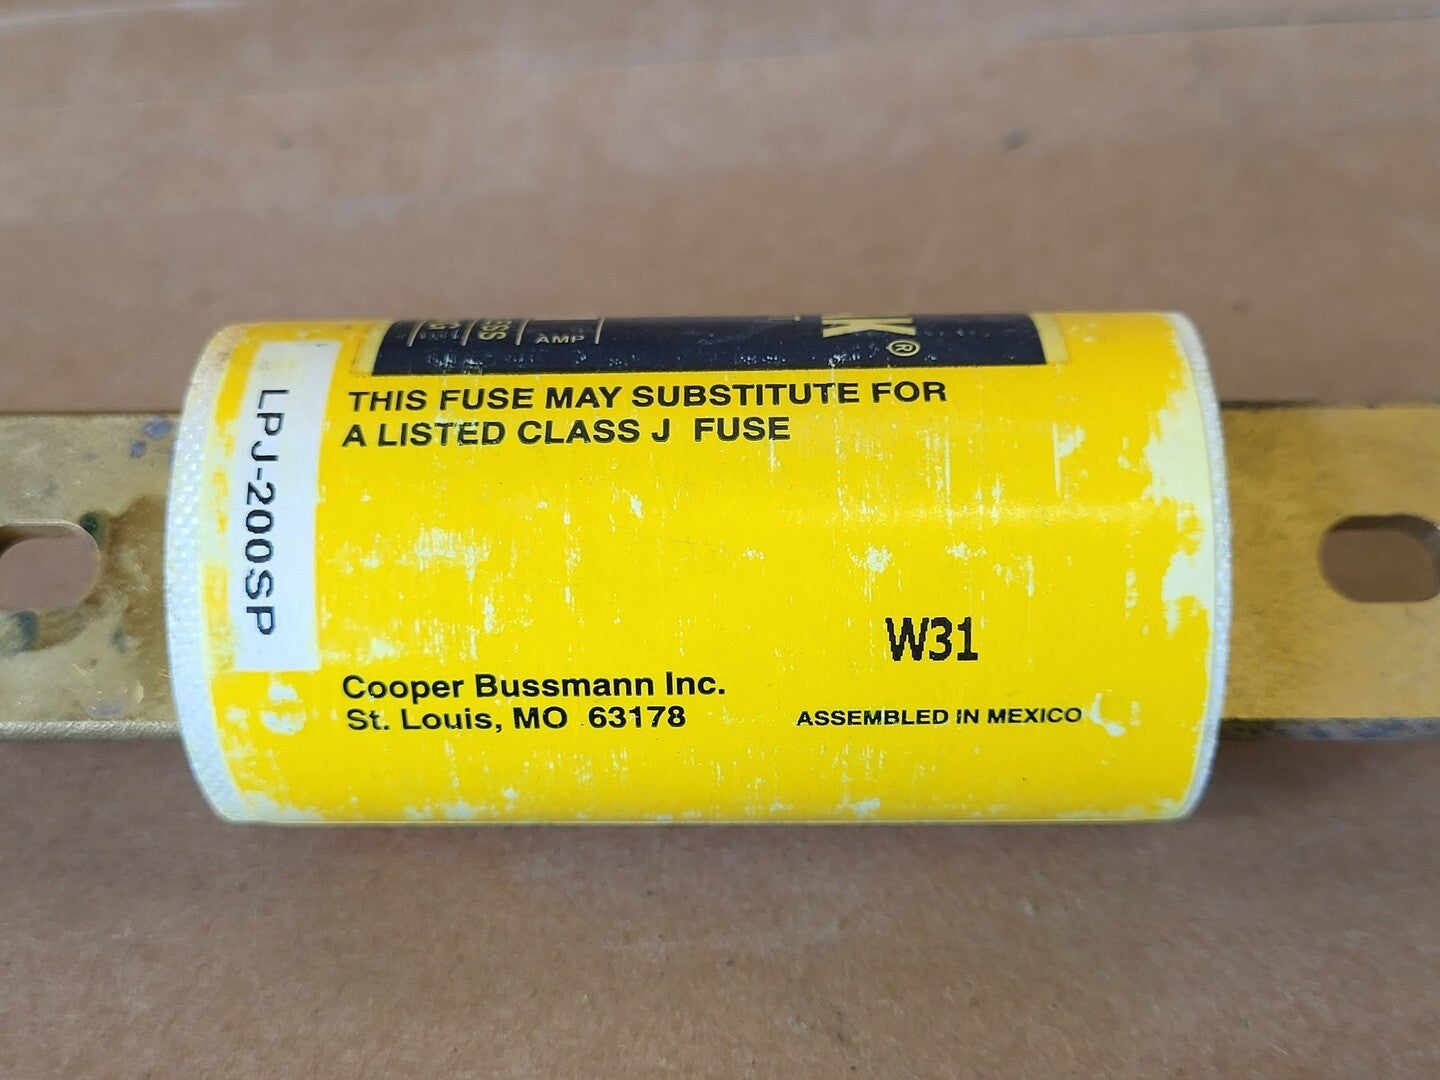 AMP
®
THIS FUSE MAY SUBSTITUTE FOR
A LISTED CLASS J FUSE
LPJ-200SP
W31
Cooper Bussmann Inc.
St. Louis, MO 63178
ASSEMBLED IN MEXICO